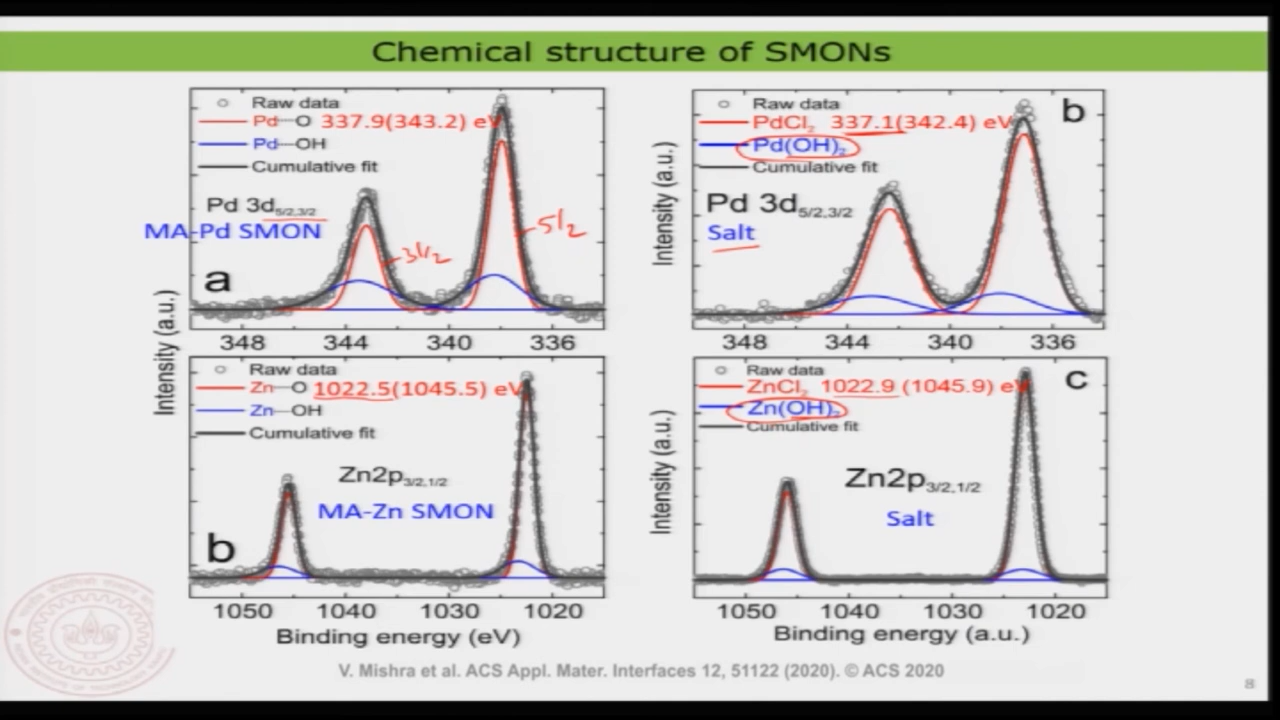 Chemical structure of SMONs
Raw data
Pd┈O 337.9(343.2) eV
Pd┈OH
Cumulative fit
Pd 3d5/2,3/2
MA-Pd SMON
3/2
5/2
a
Intensity (a.u.)
348 344 340 336
Raw data
PdCl2 337.1(342.4) eV
Pd(OH)2
Cumulative fit
b
Pd 3d5/2,3/2
Salt
Intensity (a.u.)
348 344 340 336
Raw data
Zn┈O 1022.5(1045.5) eV
Zn┈OH
Cumulative fit
Zn2p3/2,1/2
MA-Zn SMON
b
1050 1040 1030 1020
Binding energy (eV)
Raw data
ZnCl2 1022.9 (1045.9) eV
Zn(OH)2
Cumulative fit
c
Zn2p3/2,1/2
Salt
Intensity (a.u.)
1050 1040 1030 1020
Binding energy (a.u.)
V. Mishra et al. ACS Appl. Mater. Interfaces 12, 51122 (2020). © ACS 2020
8